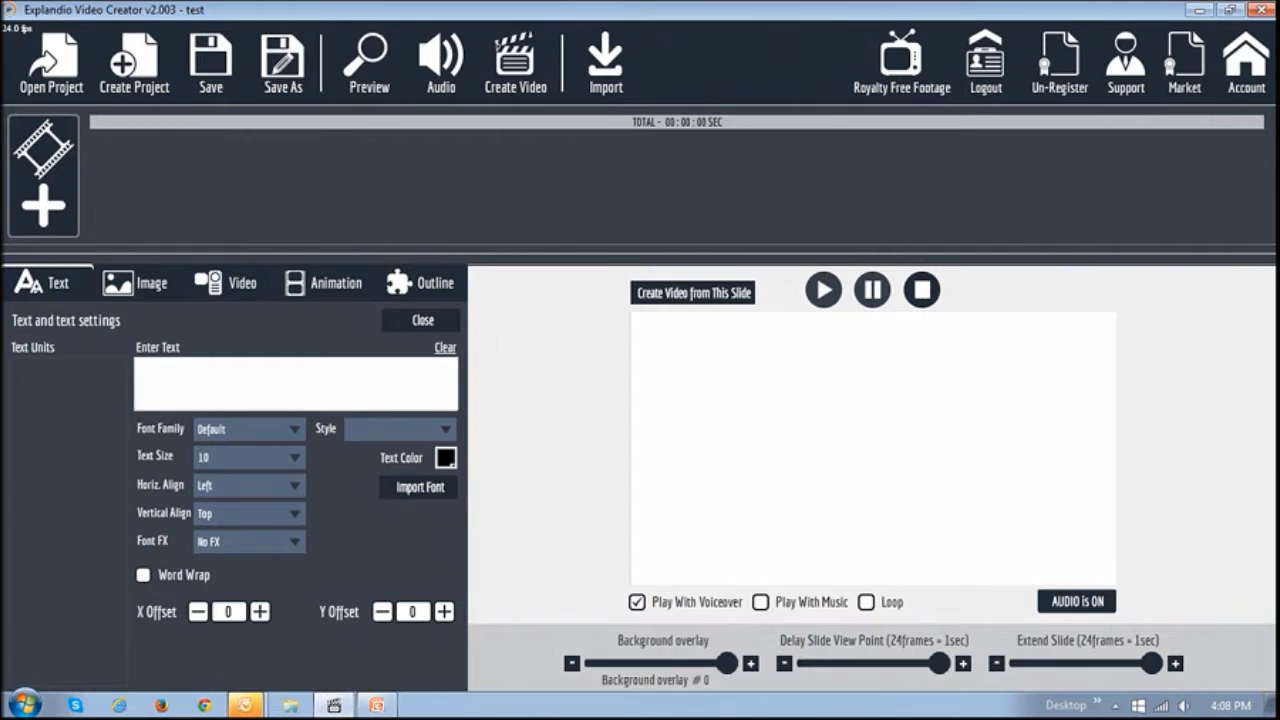 Explandio Video Creator v2.003 - test
24.0 fps
Open Project
Create Project
Save
Save As
Preview
Audio
Create Video
Import
Royalty Free Footage
Logout
Un-Register
Support
Market
Account
TOTAL - 00 : 00 : 00 SEC
Text
Image
Video
Animation
Outline
Create Video from This Slide
Text and text settings
Close
Text Units
Enter Text
Clear
Font Family
Default
Style
Text Size
10
Text Color
Horiz. Align
Left
Import Font
Vertical Align
Top
Font FX
No FX
Word Wrap
X Offset
0
Y Offset
0
Play With Voiceover
Play With Music
Loop
AUDIO is ON
Background overlay
Delay Slide View Point (24frames = 1sec)
Extend Slide (24frames = 1sec)
Background overlay # 0
Desktop
4:08 PM